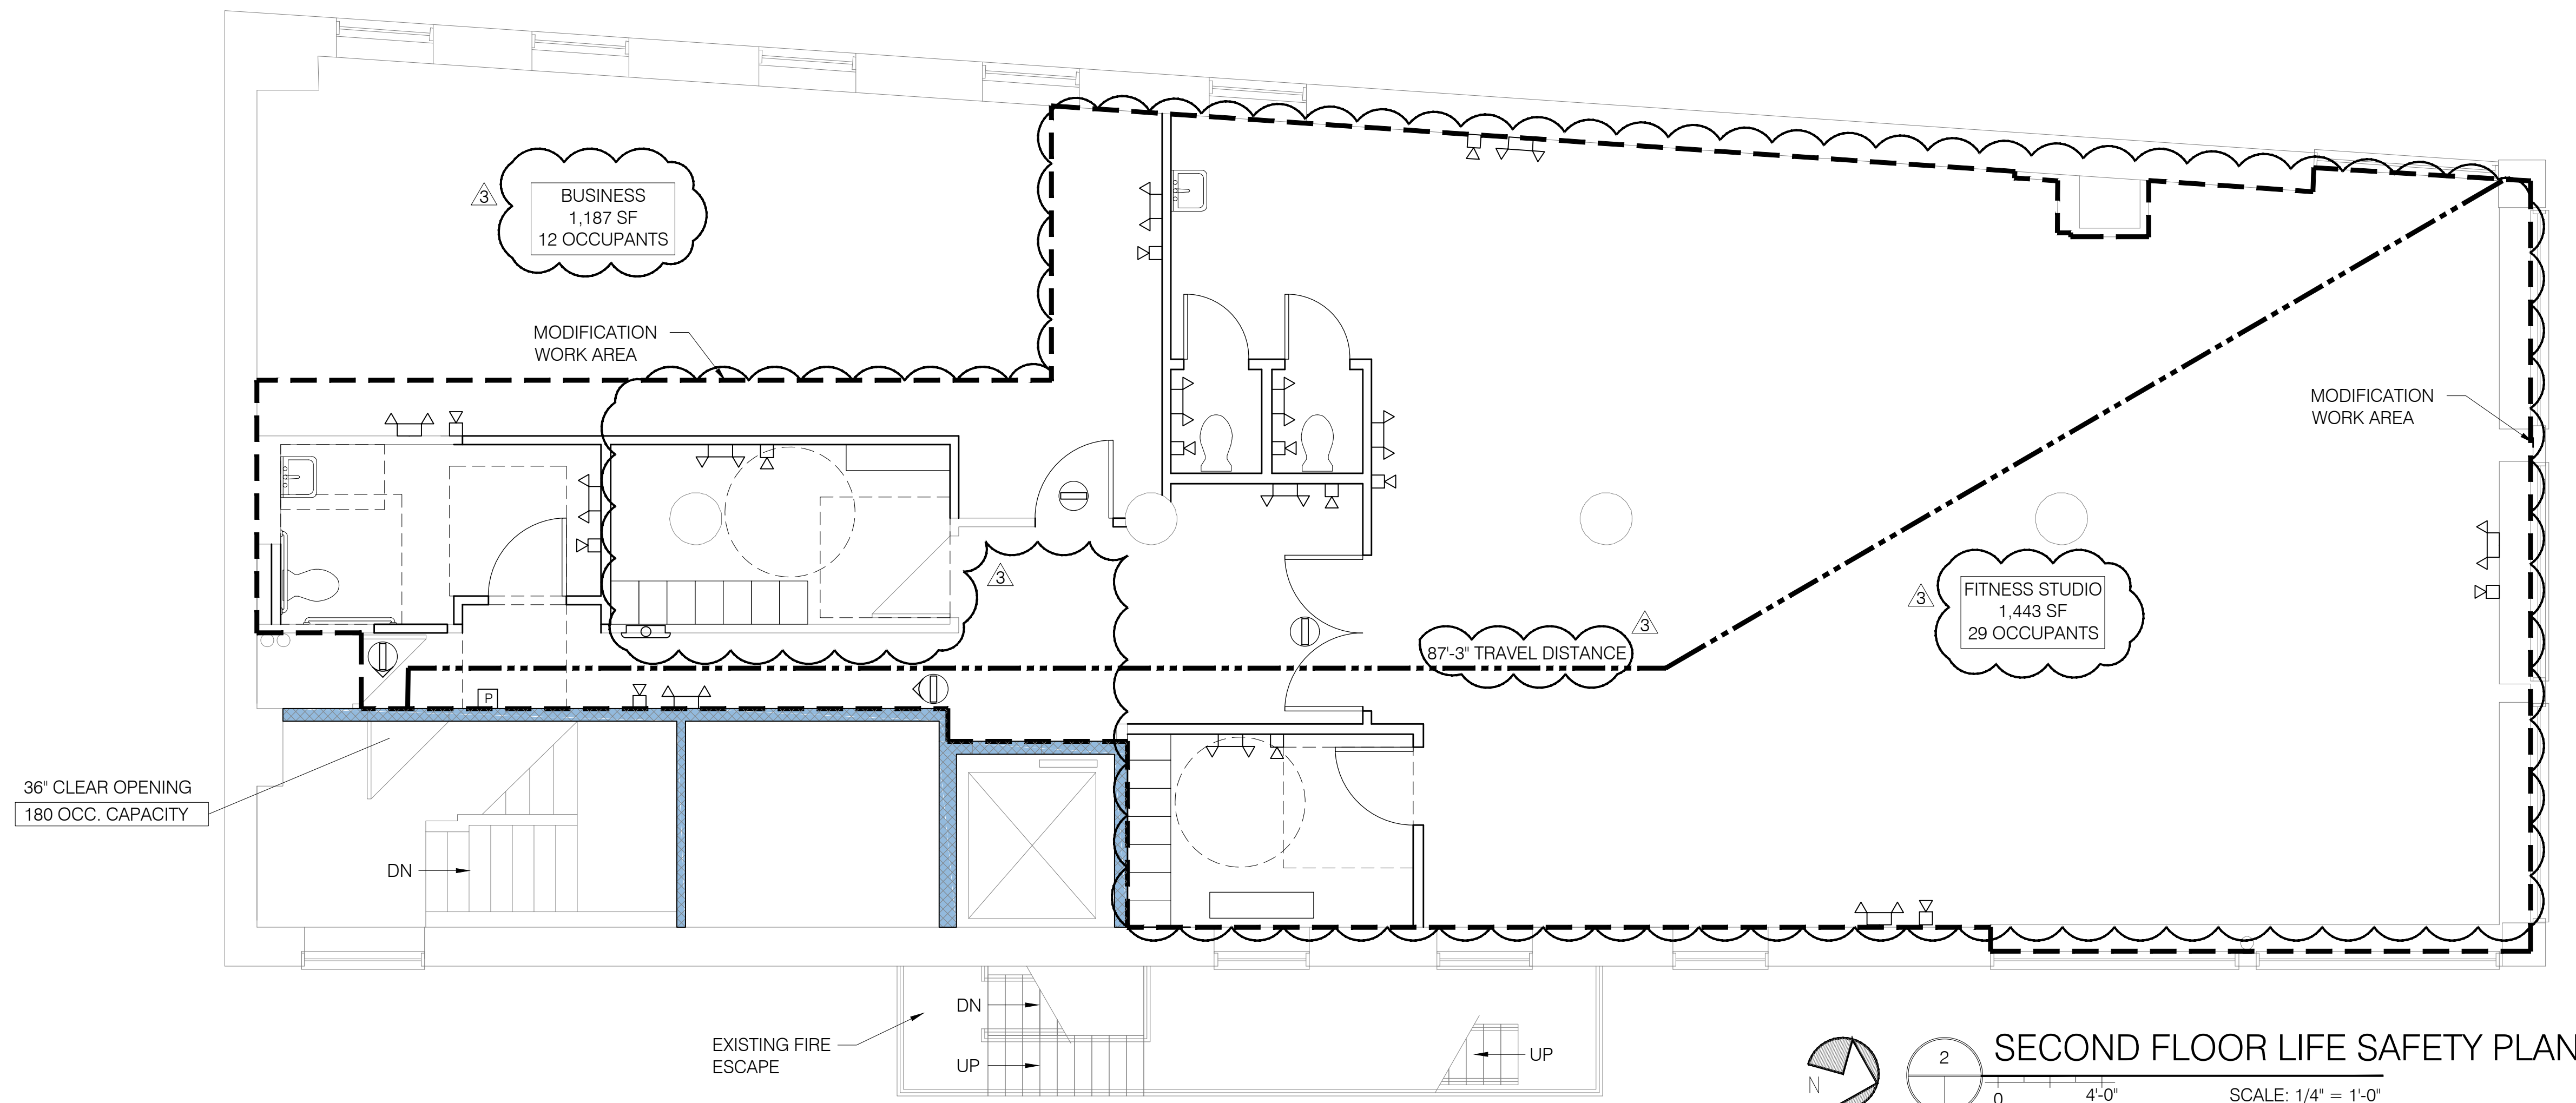 3
BUSINESS
1,187 SF
12 OCCUPANTS
MODIFICATION
WORK AREA
MODIFICATION
WORK AREA
3
3
FITNESS STUDIO
1,443 SF
29 OCCUPANTS
3
87'-3" TRAVEL DISTANCE
P
36" CLEAR OPENING
180 OCC. CAPACITY
DN
DN
EXISTING FIRE
ESCAPE
UP
UP
N
2
SECOND FLOOR LIFE SAFETY PLAN
0
4'-0"
SCALE: 1/4" = 1'-0"